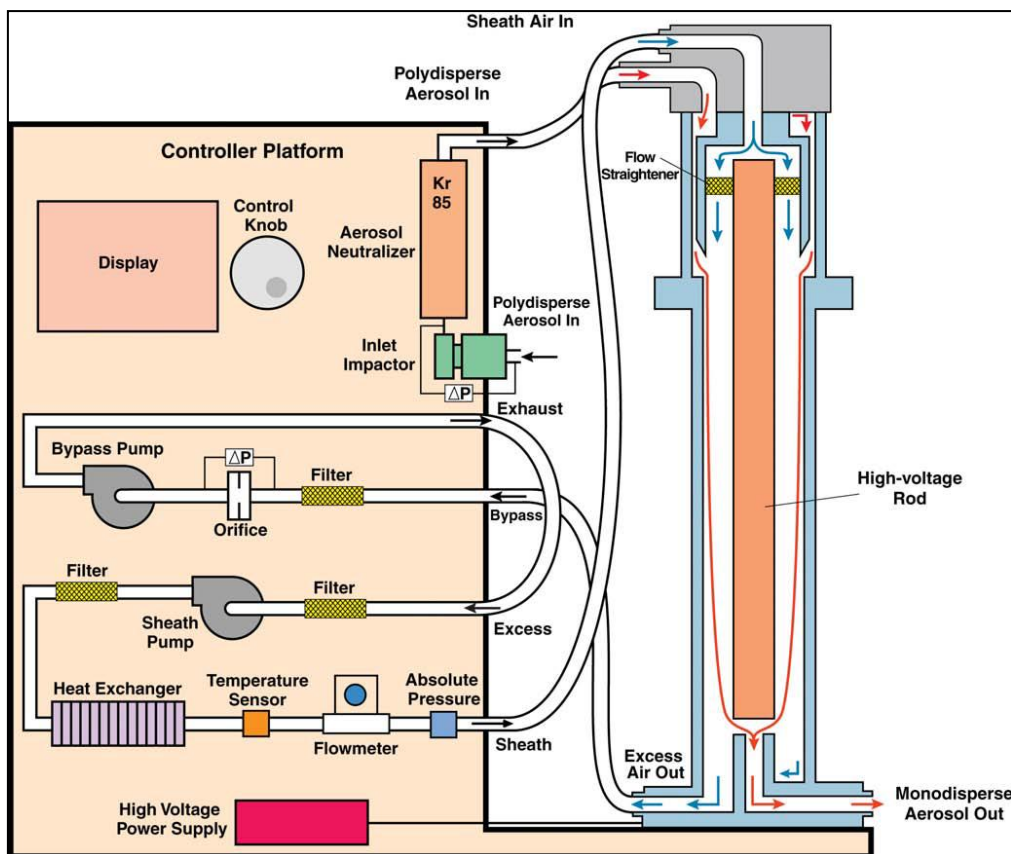 Sheath Air In
Polydisperse
Aerosol In
Controller Platform
Kr
85
Flow
Straightener
Control
Knob
Aerosol
Neutralizer
Display
Polydisperse
Aerosol In
Inlet
Impactor
ΔP
Exhaust
Bypass Pump
ΔP
Filter
High-voltage
Rod
Orifice
Bypass
Filter
Filter
Sheath
Pump
Excess
Heat Exchanger
Temperature
Sensor
Absolute
Pressure
Flowmeter
Sheath
Excess
Air Out
High Voltage
Power Supply
Monodisperse
Aerosol Out